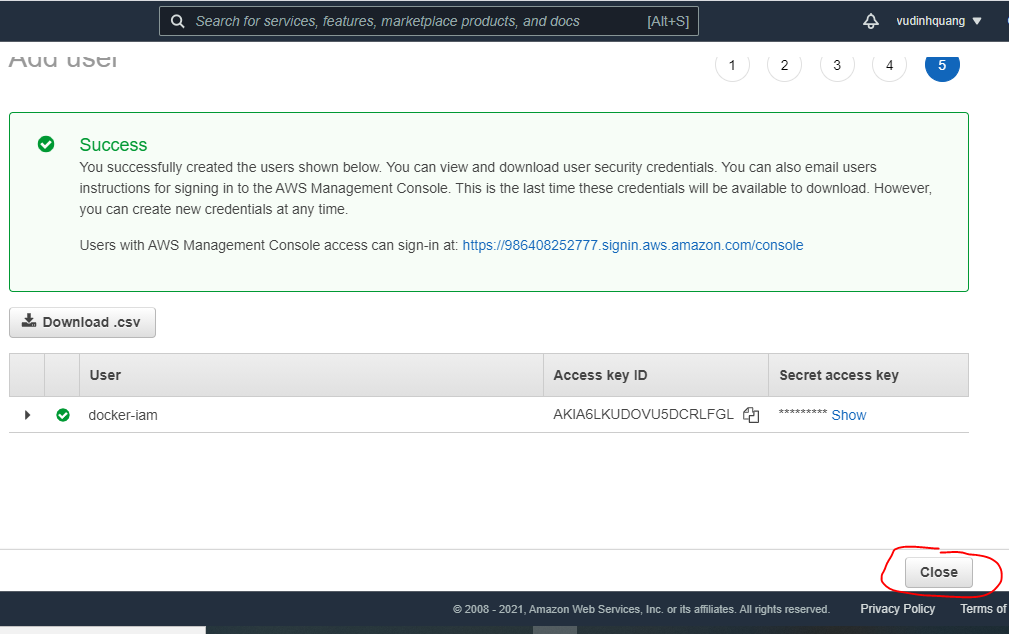 Search for services, features, marketplace products, and docs [Alt+S] vudinhquang
Add user 1 2 3 4 5
Success
You successfully created the users shown below. You can view and download user security credentials. You can also email users
instructions for signing in to the AWS Management Console. This is the last time these credentials will be available to download. However,
you can create new credentials at any time.
Users with AWS Management Console access can sign-in at: https://986408252777.signin.aws.amazon.com/console
Download .csv
User Access key ID Secret access key
docker-iam AKIA6LKUDOVU5DCRLFGL ********* Show
Close
© 2008 - 2021, Amazon Web Services, Inc. or its affiliates. All rights reserved. Privacy Policy Terms of